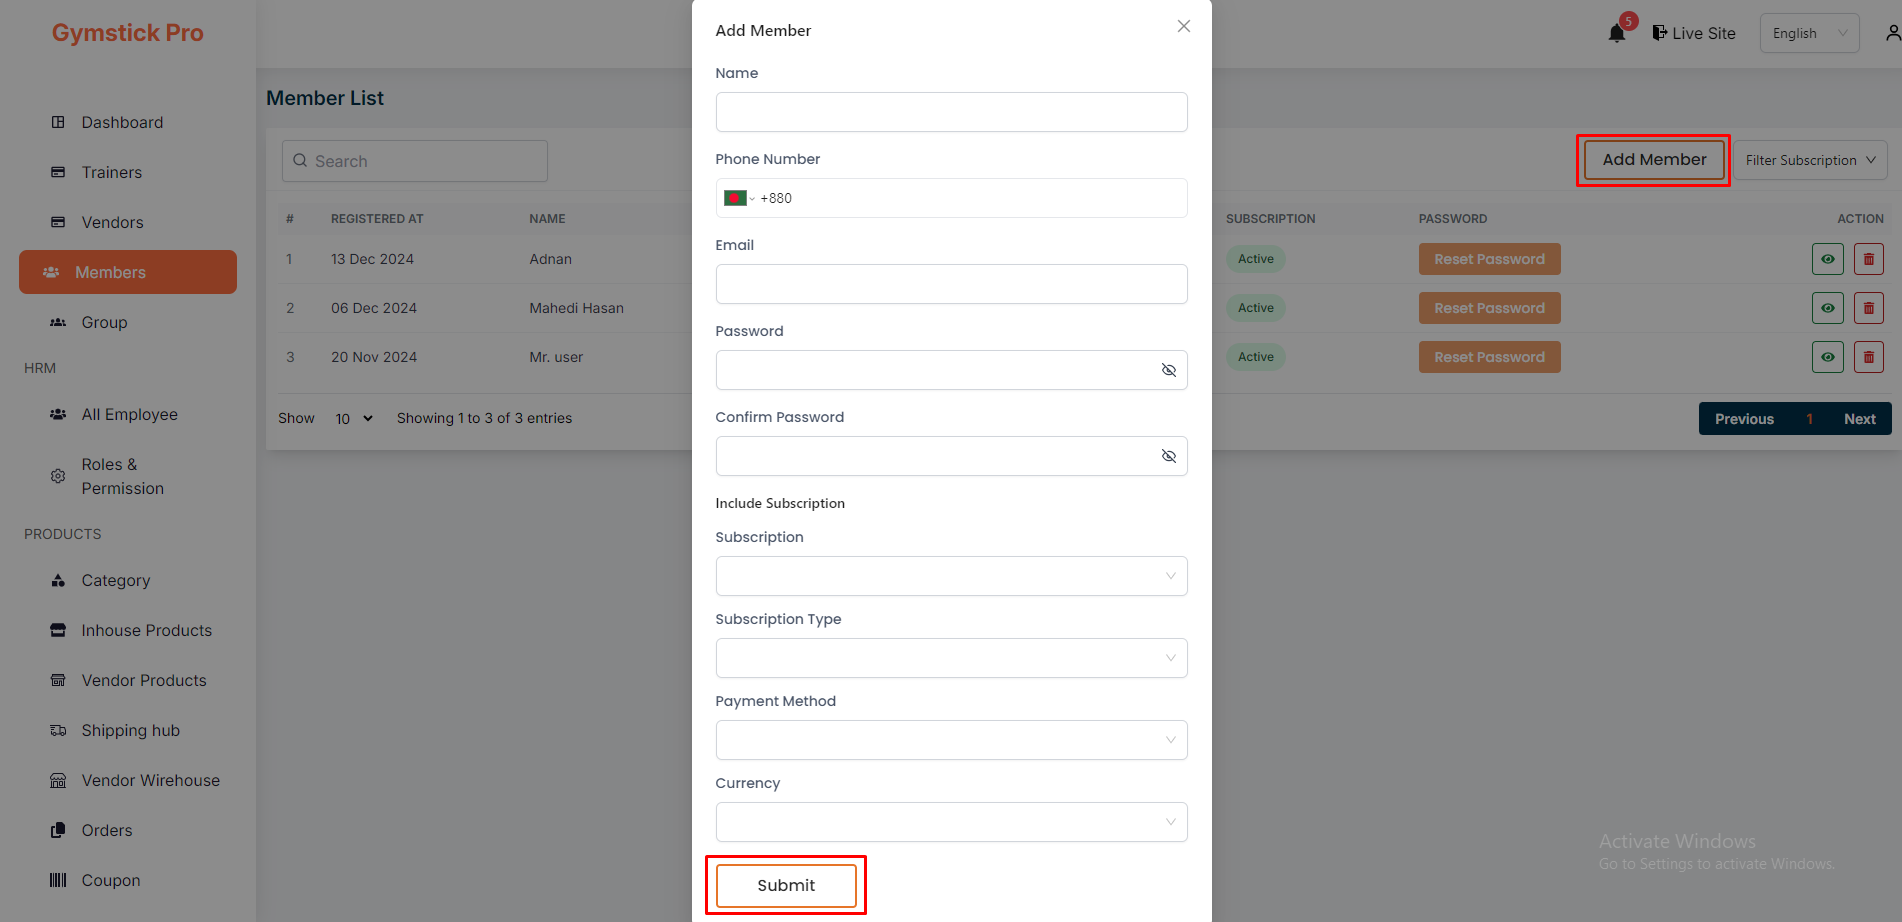 Gymstick Pro
5
Live Site
English
Dashboard
Trainers
Vendors
Members
Group
HRM
All Employee
Roles &
Permission
PRODUCTS
Category
Inhouse Products
Vendor Products
Shipping hub
Vendor Wirehouse
Orders
Coupon
Member List
Search
Add Member
Filter Subscription
# REGISTERED AT NAME SUBSCRIPTION PASSWORD ACTION
1 13 Dec 2024 Adnan Active Reset Password
2 06 Dec 2024 Mahedi Hasan Active Reset Password
3 20 Nov 2024 Mr. user Active Reset Password
Show 10 Showing 1 to 3 of 3 entries
Previous 1 Next
Add Member
Name
Phone Number
+880
Email
Password
Confirm Password
Include Subscription
Subscription
Subscription Type
Payment Method
Currency
Submit
Activate Windows
Go to Settings to activate Windows.